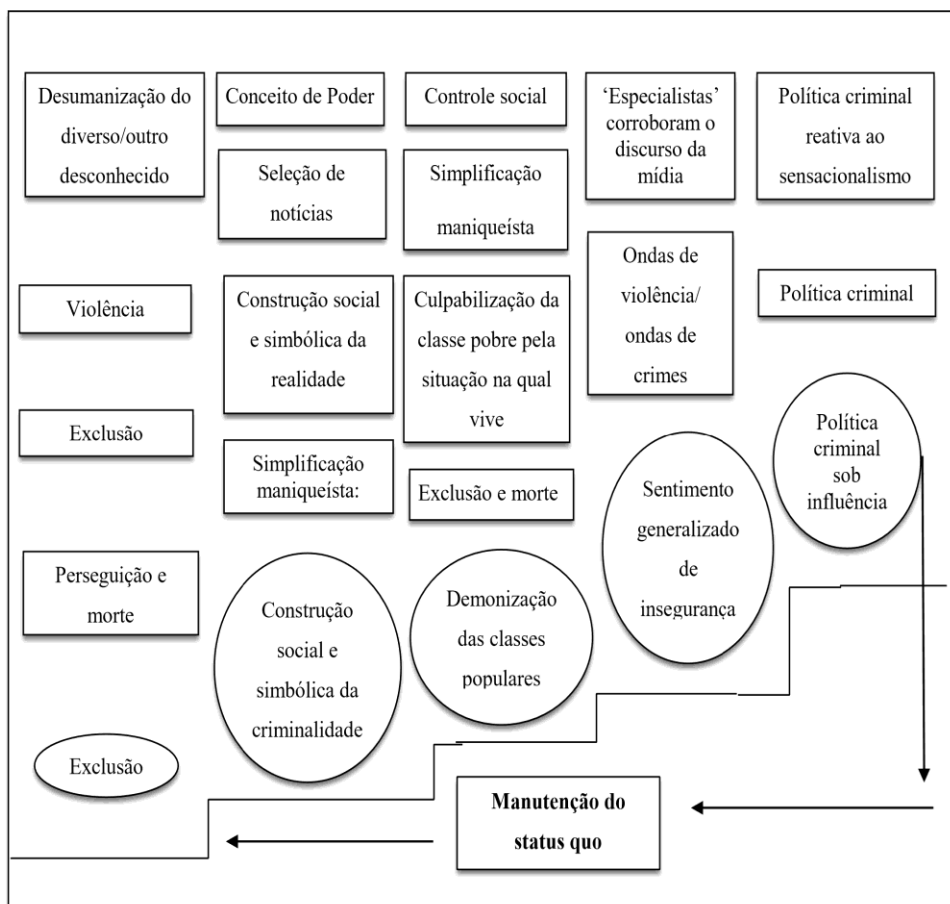 Desumanização do
diverso/outro
desconhecido
Violência
Exclusão
Perseguição e
morte
Exclusão
Conceito de Poder
Seleção de
notícias
Construção social
e simbólica da
realidade
Simplificação
maniqueísta:
Construção
social e
simbólica da
criminalidade
Controle social
Simplificação
maniqueísta
Culpabilização da
classe pobre pela
situação na qual
vive
Exclusão e morte
Demonização
das classes
populares
‘Especialistas’
corroboram o
discurso da
mídia
Ondas de
violência/
ondas de
crimes
Sentimento
generalizado
de
insegurança
Política criminal
reativa ao
sensacionalismo
Política criminal
Política
criminal
sob
influência
Manutenção do
status quo